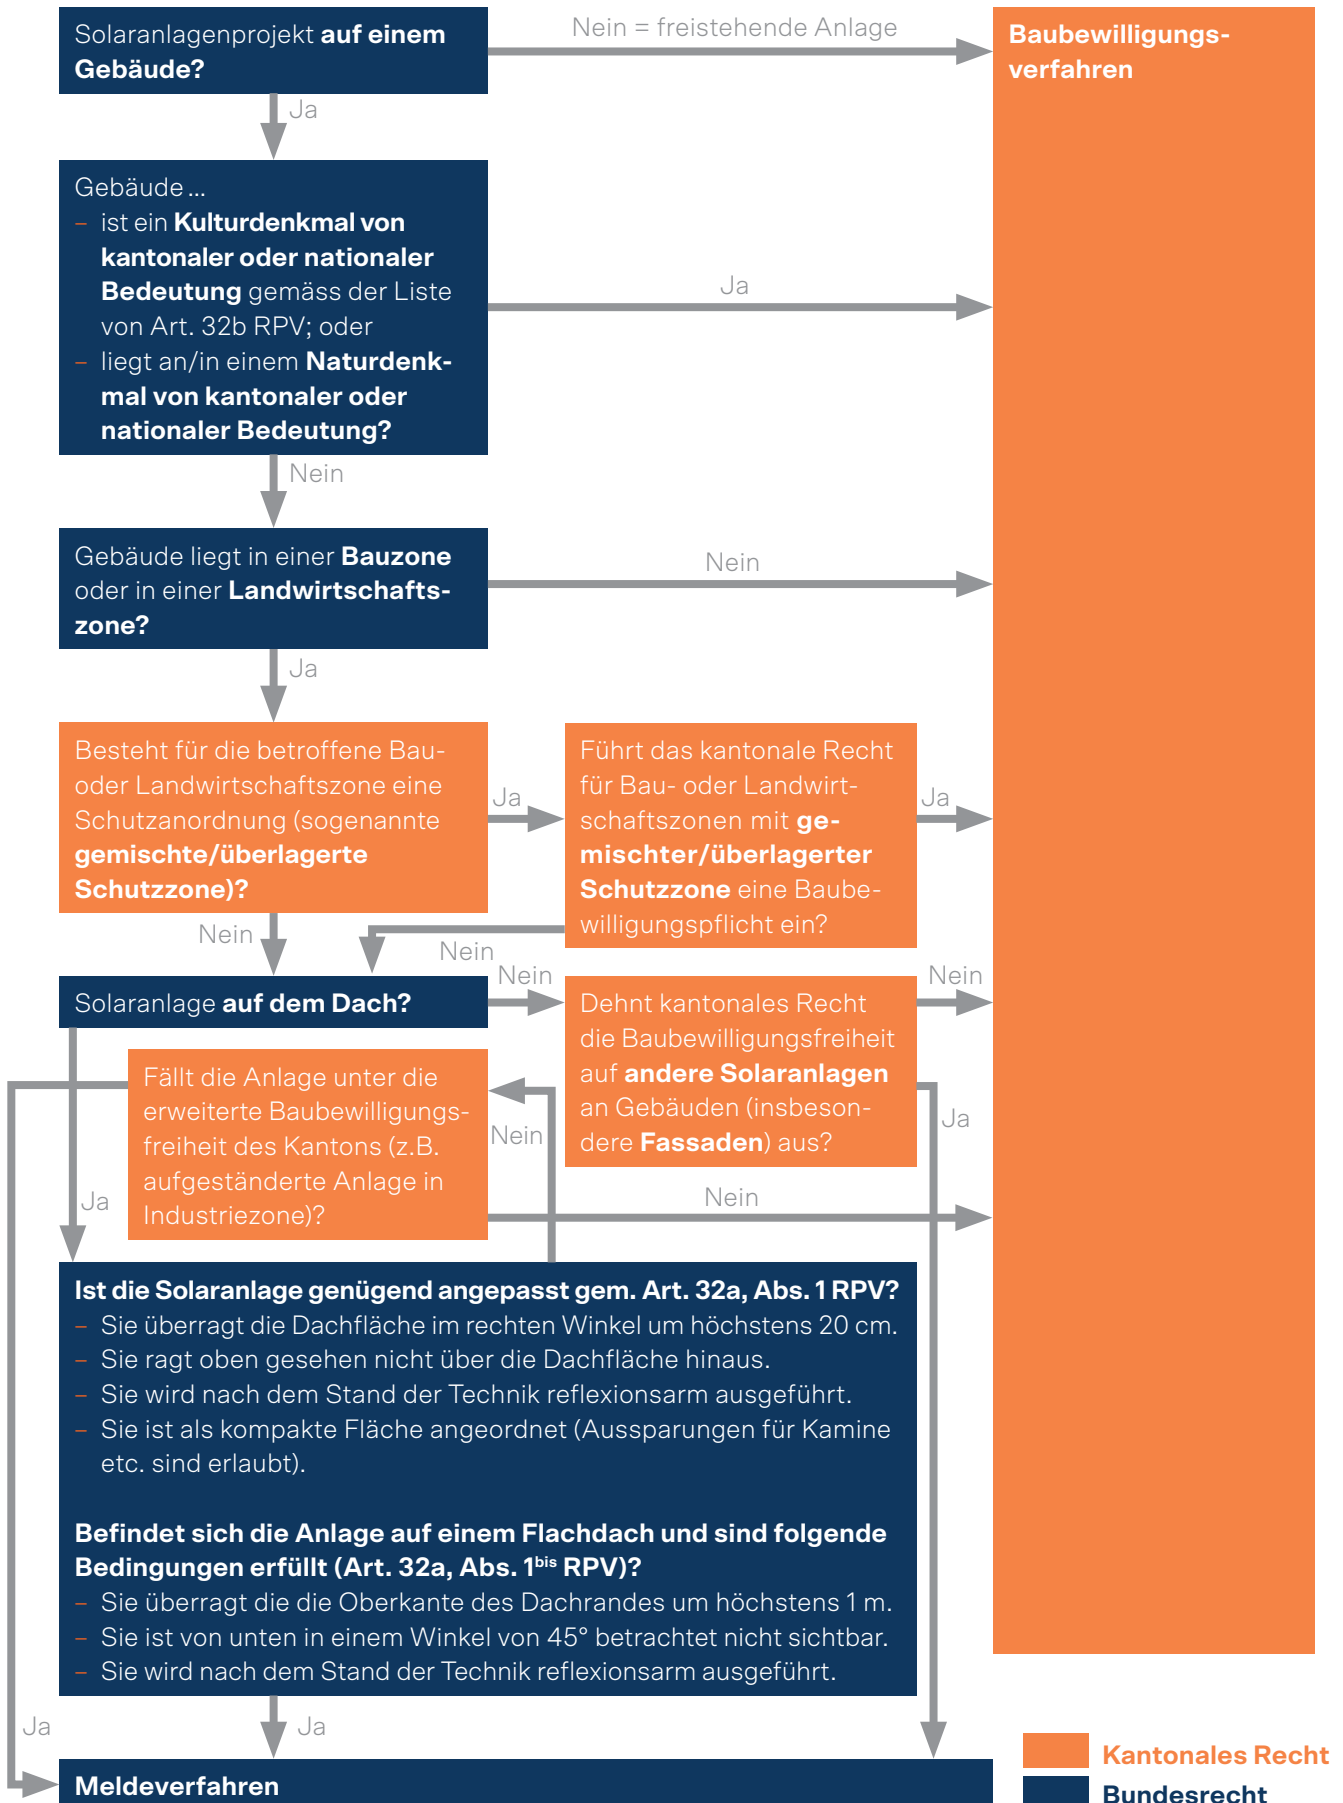 Solaranlagenprojekt auf einem
Gebäude?
Nein = freistehende Anlage
Baubewilligungs-
verfahren
Ja
Gebäude ...
– ist ein Kulturdenkmal von
kantonaler oder nationaler
Bedeutung gemäss der Liste
von Art. 32b RPV; oder
– liegt an/in einem Naturdenk-
mal von kantonaler oder
nationaler Bedeutung?
Ja
Nein
Gebäude liegt in einer Bauzone
oder in einer Landwirtschafts-
zone?
Nein
Ja
Besteht für die betroffene Bau-
oder Landwirtschaftszone eine
Schutzanordnung (sogenannte
gemischte/überlagerte
Schutzzone)?
Ja
Führt das kantonale Recht
für Bau- oder Landwirt-
schaftszonen mit ge-
mischter/überlagerter
Schutzzone eine Baube-
willigungspflicht ein?
Ja
Nein
Nein
Solaranlage auf dem Dach?
Nein
Dehnt kantonales Recht
die Baubewilligungsfreiheit
auf andere Solaranlagen
an Gebäuden (insbeson-
dere Fassaden) aus?
Nein
Ja
Fällt die Anlage unter die
erweiterte Baubewilligungs-
freiheit des Kantons (z.B.
aufgeständerte Anlage in
Industriezone)?
Nein
Nein
Ja
Ist die Solaranlage genügend angepasst gem. Art. 32a, Abs. 1 RPV?
– Sie überragt die Dachfläche im rechten Winkel um höchstens 20 cm.
– Sie ragt oben gesehen nicht über die Dachfläche hinaus.
– Sie wird nach dem Stand der Technik reflexionsarm ausgeführt.
– Sie ist als kompakte Fläche angeordnet (Aussparungen für Kamine
etc. sind erlaubt).
Befindet sich die Anlage auf einem Flachdach und sind folgende
Bedingungen erfüllt (Art. 32a, Abs. 1bis RPV)?
– Sie überragt die die Oberkante des Dachrandes um höchstens 1 m.
– Sie ist von unten in einem Winkel von 45° betrachtet nicht sichtbar.
– Sie wird nach dem Stand der Technik reflexionsarm ausgeführt.
Ja
Ja
Meldeverfahren
Kantonales Recht
Bundesrecht